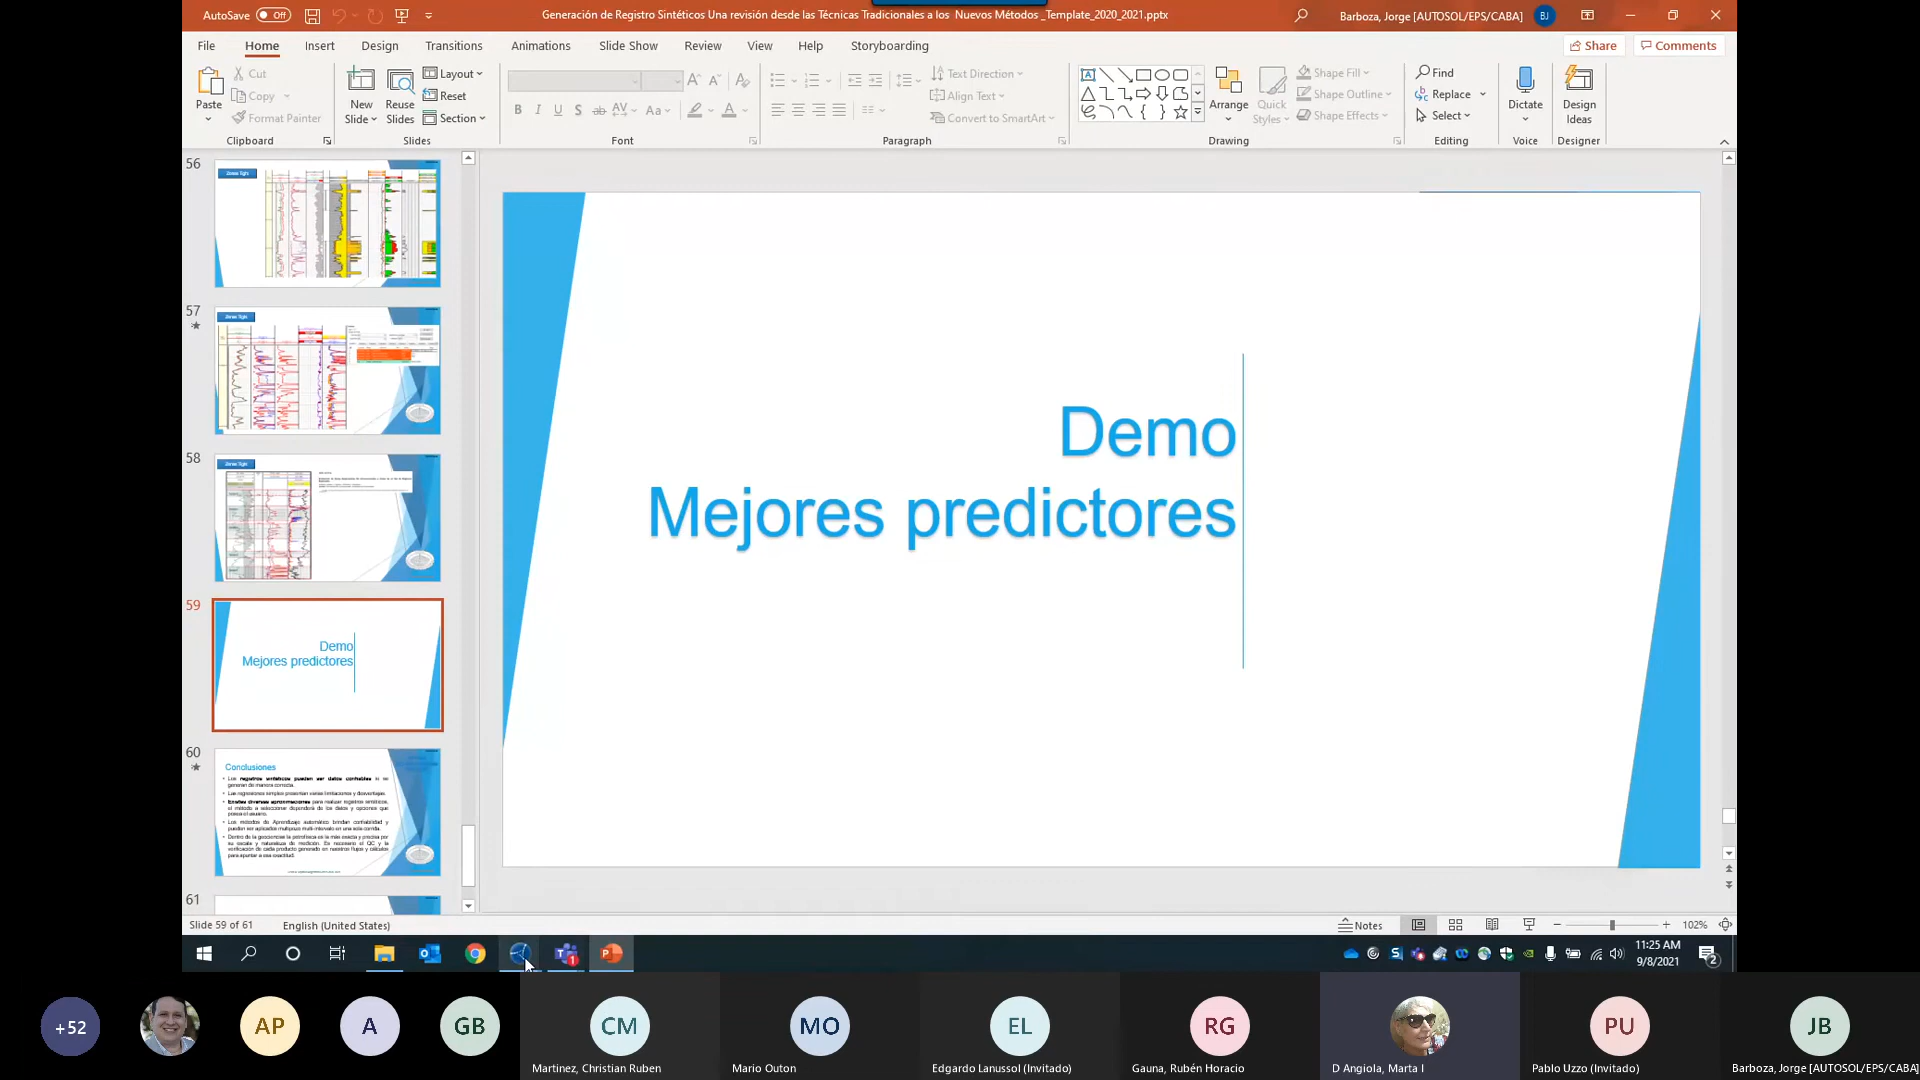 AutoSave Off
Generación de Registro Sintéticos Una revisión desde las Técnicas Tradicionales a los Nuevos Métodos _Template_2020_2021.pptx
Barboza, Jorge [AUTOSOL/EPS/CABA] BJ
File Home Insert Design Transitions Animations Slide Show Review View Help Storyboarding
Share Comments
Paste
Cut
Copy
Format Painter
Clipboard
New Slide
Reuse Slides
Layout
Reset
Section
Slides
Font
Text Direction
Align Text
Convert to SmartArt
Paragraph
Arrange
Quick Styles
Shape Fill
Shape Outline
Shape Effects
Drawing
Find
Replace
Select
Editing
Dictate
Voice
Design Ideas
Designer
56
57
58
59
Demo
Mejores predictores
60
Conclusiones
61
Demo
Mejores predictores
Slide 59 of 61 English (United States)
Notes 102%
11:25 AM
9/8/2021
2
1
+52 AP A GB CM MO EL RG PU JB
Martinez, Christian Ruben
Mario Outon
Edgardo Lanussol (Invitado)
Gauna, Rubén Horacio
D Angiola, Marta I
Pablo Uzzo (Invitado)
Barboza, Jorge [AUTOSOL/EPS/CABA]